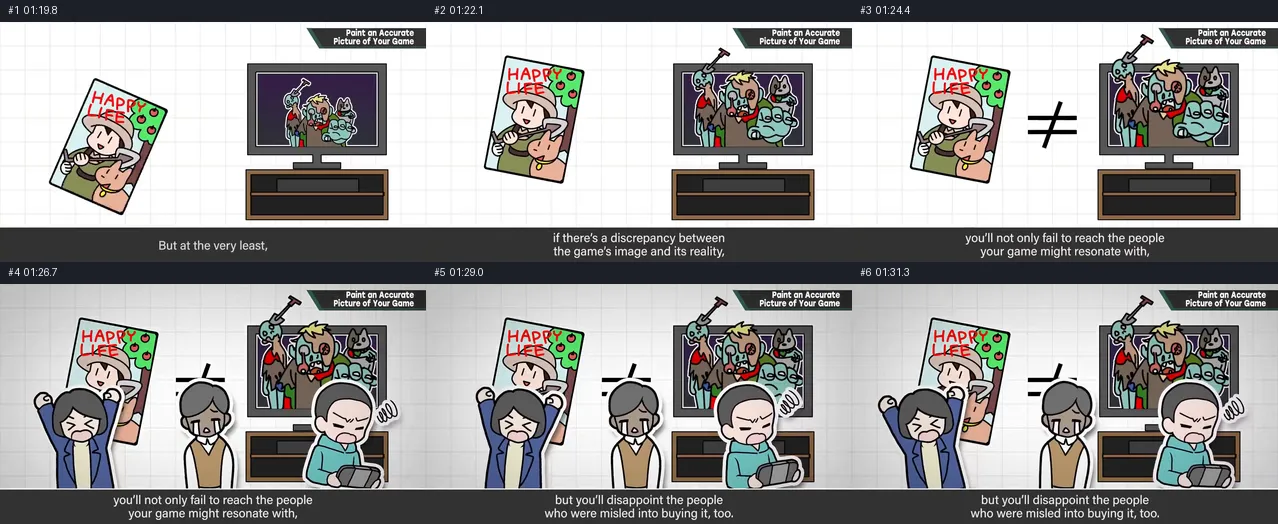 #1 01:19.8
Paint an Accurate
Picture of Your Game
HAPPY
LIFE
But at the very least,
#2 01:22.1
Paint an Accurate
Picture of Your Game
HAPPY
LIFE
if there's a discrepancy between
the game's image and its reality,
#3 01:24.4
Paint an Accurate
Picture of Your Game
HAPPY
LIFE
≠
you'll not only fail to reach the people
your game might resonate with,
#4 01:26.7
Paint an Accurate
Picture of Your Game
HAPPY
LIFE
you'll not only fail to reach the people
your game might resonate with,
#5 01:29.0
Paint an Accurate
Picture of Your Game
HAPPY
LIFE
but you'll disappoint the people
who were misled into buying it, too.
#6 01:31.3
Paint an Accurate
Picture of Your Game
HAPPY
LIFE
but you'll disappoint the people
who were misled into buying it, too.